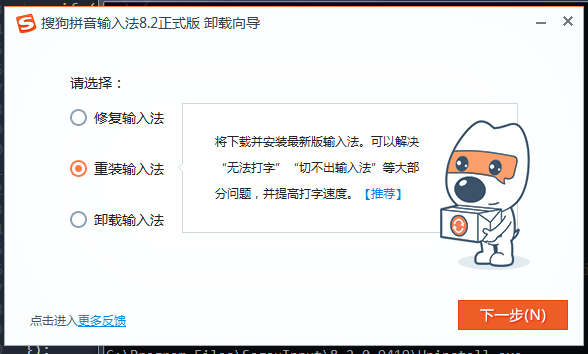 搜狗拼音输入法8.2正式版 卸载向导
请选择：
修复输入法
重装输入法
卸载输入法
将下载并安装最新版输入法。可以解决
“无法打字”“切不出输入法”等大部
分问题，并提高打字速度。【推荐】
点击进入更多反馈
下一步(N)
});